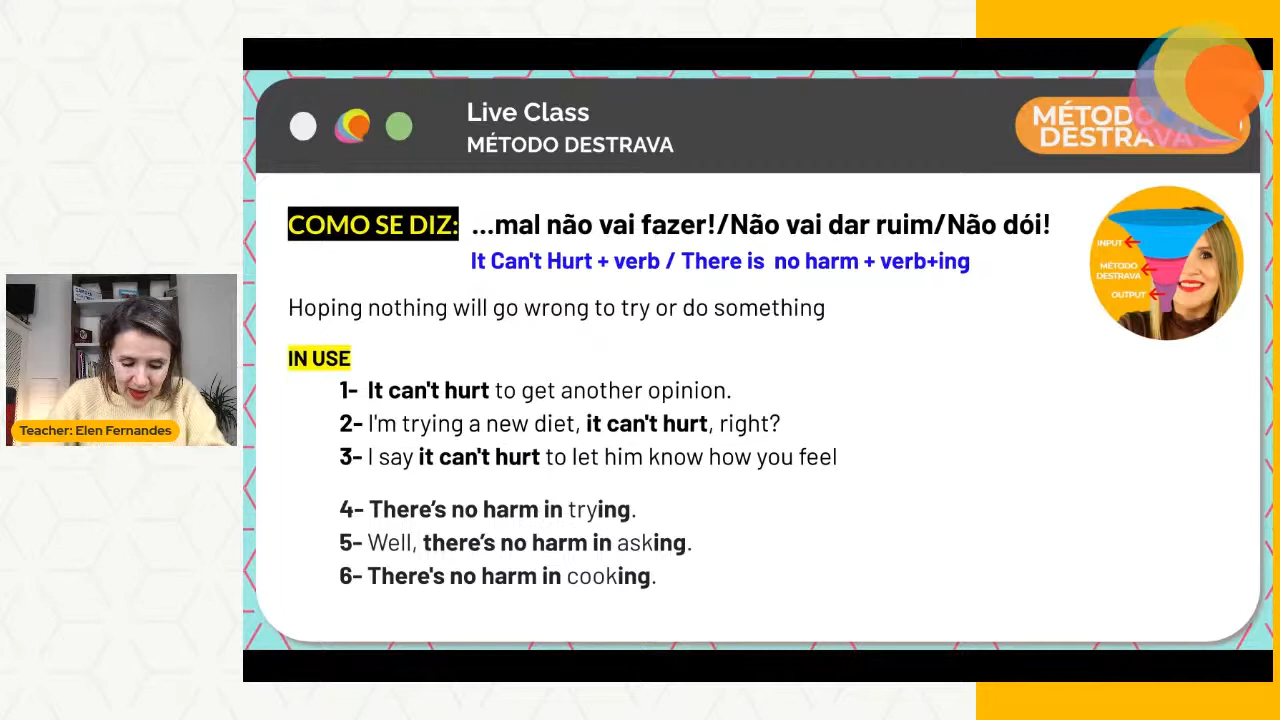 Live Class
MÉTODO DESTRAVA
MÉTODO
DESTRAVA
COMO SE DIZ: ...mal não vai fazer!/Não vai dar ruim/Não dói!
It Can't Hurt + verb / There is no harm + verb+ing
INPUT
MÉTODO
DESTRAVA
OUTPUT
Hoping nothing will go wrong to try or do something
IN USE
1- It can't hurt to get another opinion.
2- I'm trying a new diet, it can't hurt, right?
3- I say it can't hurt to let him know how you feel
4- There’s no harm in trying.
5- Well, there’s no harm in asking.
6- There's no harm in cooking.
Teacher: Elen Fernandes